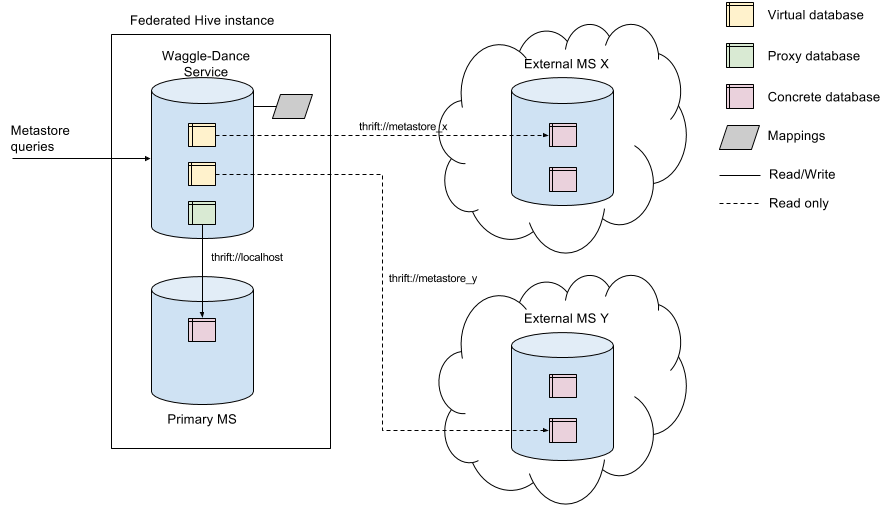 Federated Hive instance
Waggle-Dance
Service
Metastore
queries
thrift://localhost
Primary MS
thrift://metastore_x
thrift://metastore_y
External MS X
External MS Y
Virtual database
Proxy database
Concrete database
Mappings
Read/Write
Read only